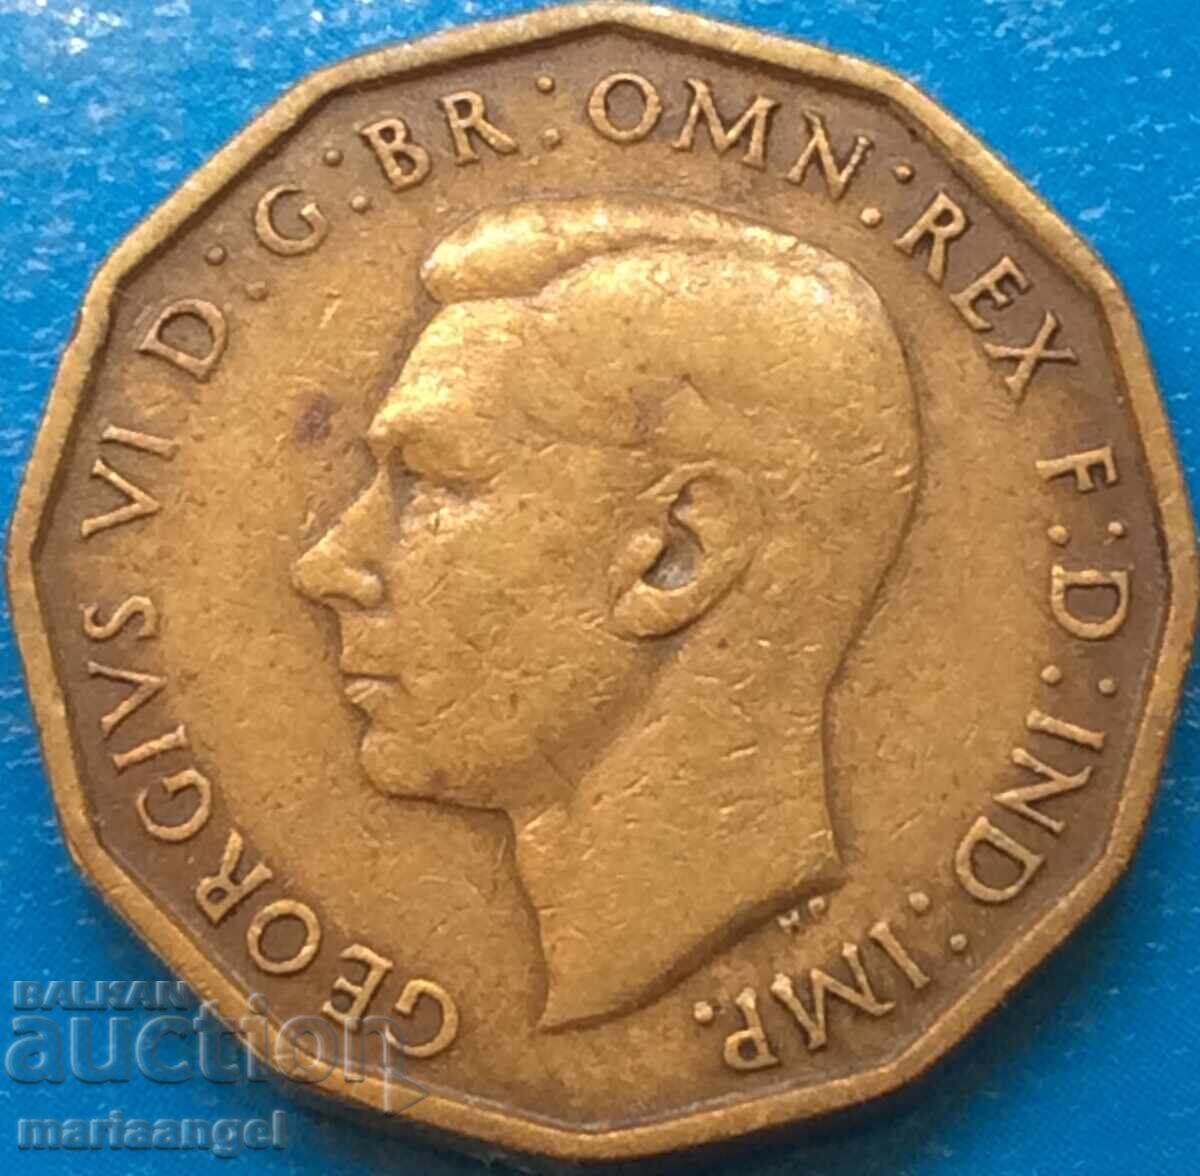 GEORGIVS VI D:G:BR:OMN:REX F:D:IND:IMP.
HP
BALKAN
auction
mariaangel